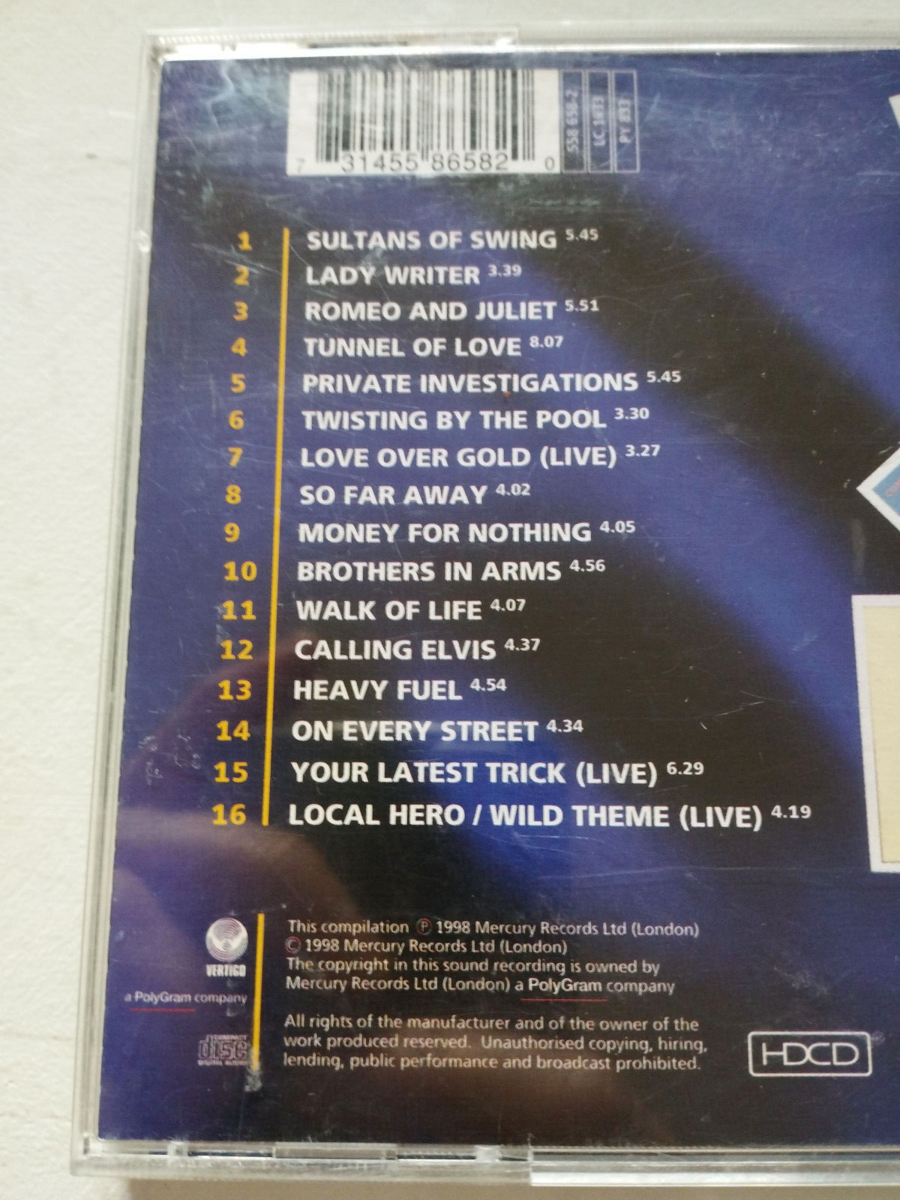 7 31455 86582 0
558 658-2
LC 1633
PY 833
1 SULTANS OF SWING 5.45
2 LADY WRITER 3.39
3 ROMEO AND JULIET 5.51
4 TUNNEL OF LOVE 8.07
5 PRIVATE INVESTIGATIONS 5.45
6 TWISTING BY THE POOL 3.30
7 LOVE OVER GOLD (LIVE) 3.27
8 SO FAR AWAY 4.02
9 MONEY FOR NOTHING 4.05
10 BROTHERS IN ARMS 4.56
11 WALK OF LIFE 4.07
12 CALLING ELVIS 4.37
13 HEAVY FUEL 4.54
14 ON EVERY STREET 4.34
15 YOUR LATEST TRICK (LIVE) 6.29
16 LOCAL HERO / WILD THEME (LIVE) 4.19
VERTIGO
a PolyGram company
This compilation ℗ 1998 Mercury Records Ltd (London)
© 1998 Mercury Records Ltd (London)
The copyright in this sound recording is owned by
Mercury Records Ltd (London) a PolyGram company
COMPACT
disc
DIGITAL AUDIO
All rights of the manufacturer and of the owner of the
work produced reserved. Unauthorised copying, hiring,
lending, public performance and broadcast prohibited.
HDCD